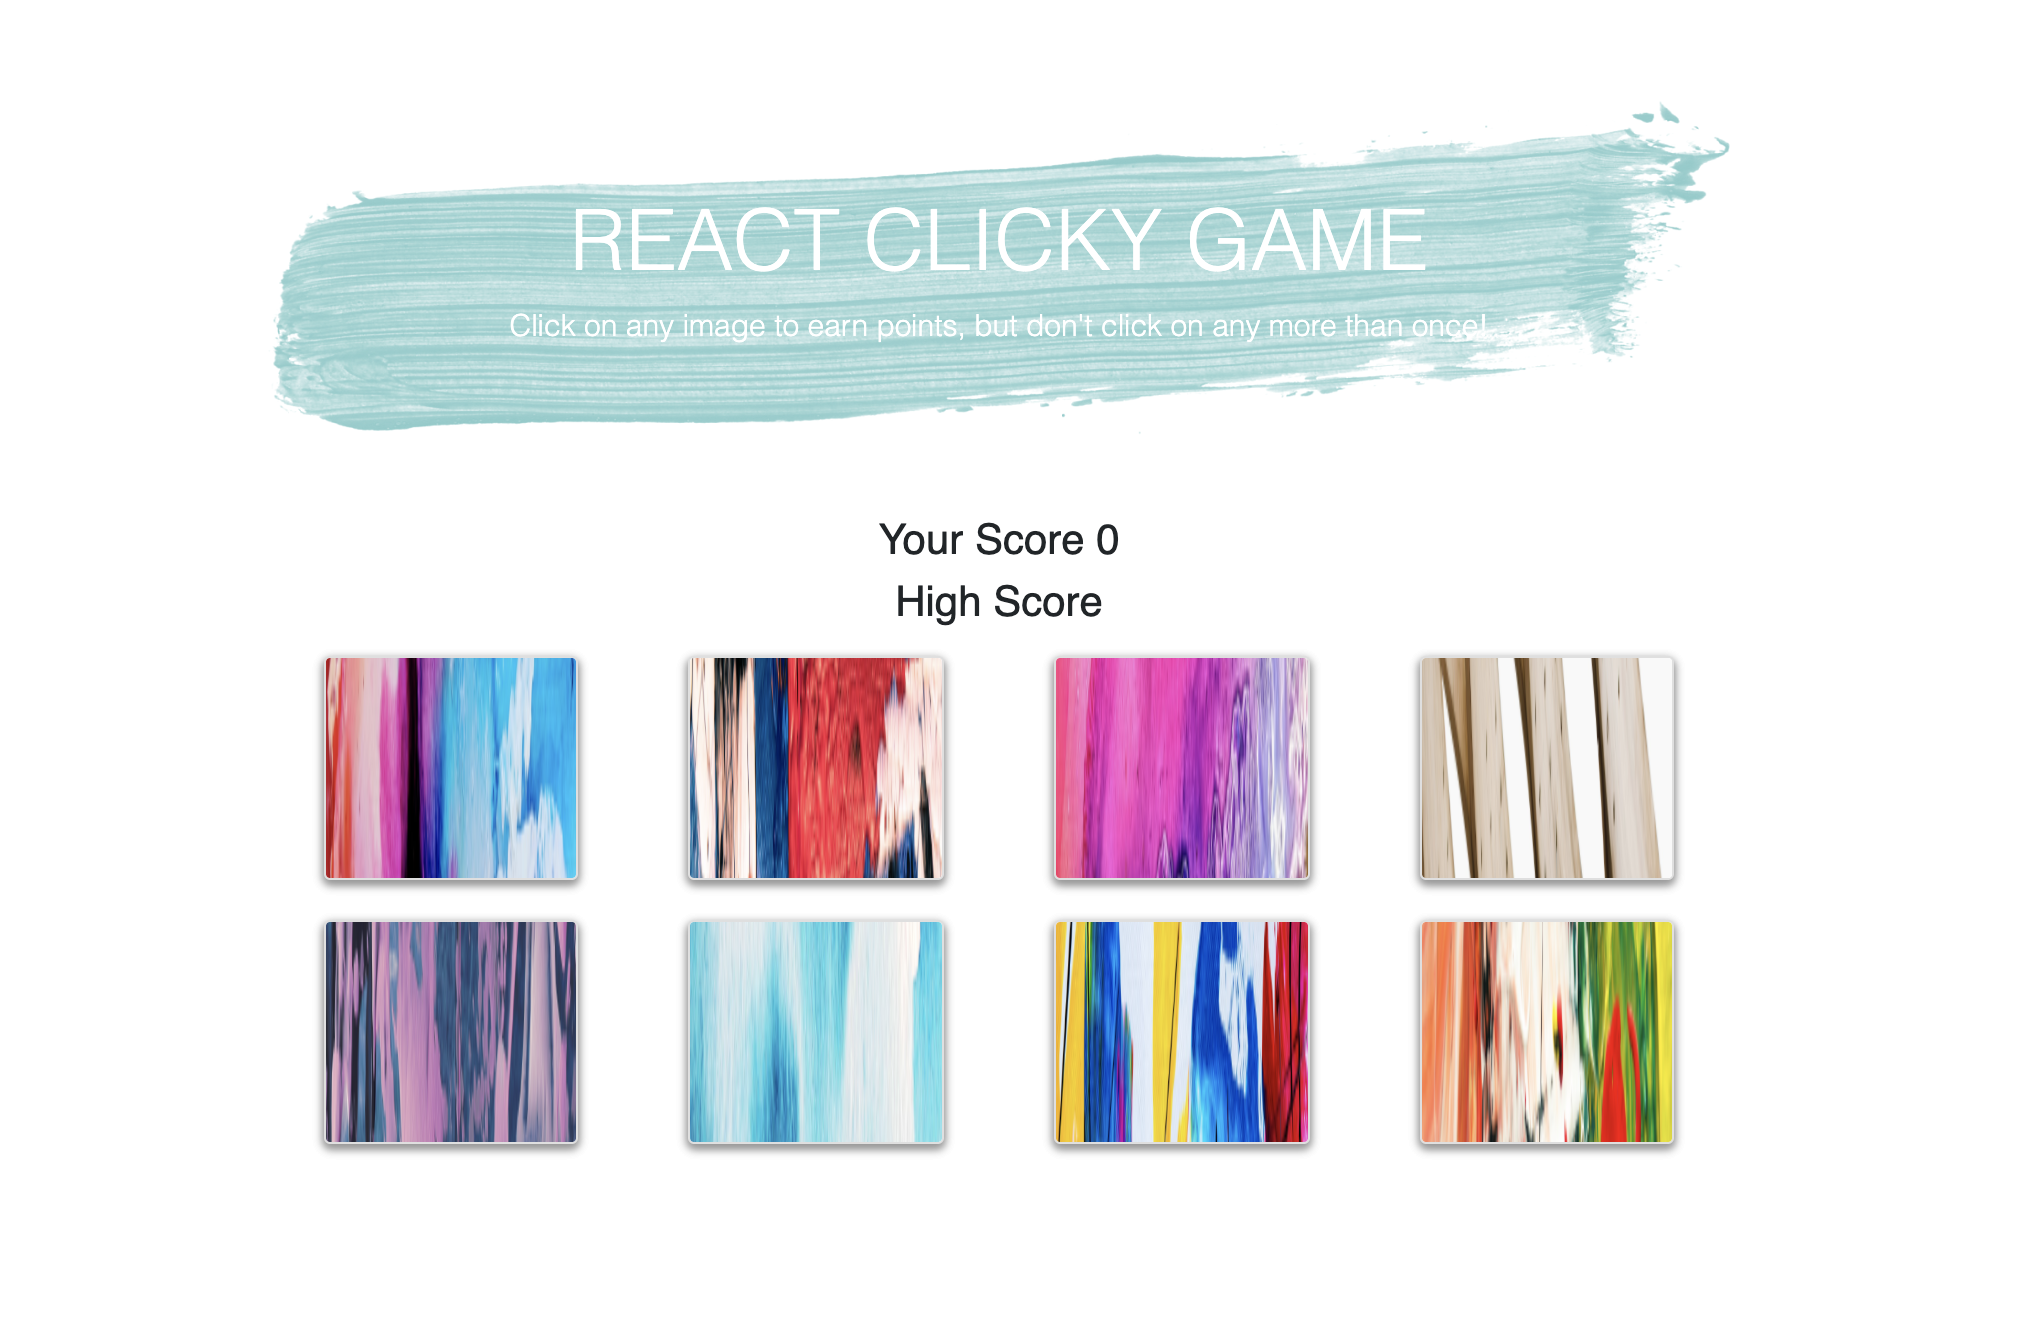 REACT CLICKY GAME
Click on any image to earn points, but don't click on any more than once!
Your Score 0
High Score